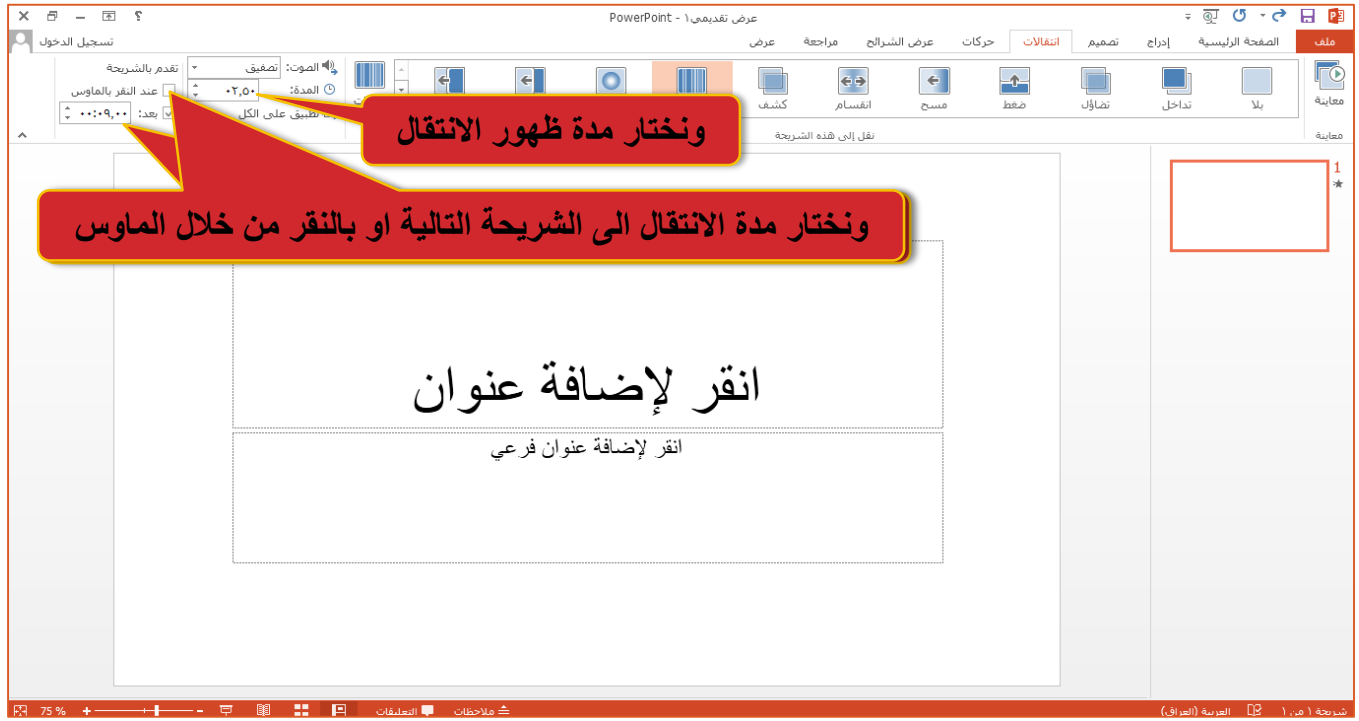 عرض تقديمي١ - PowerPoint
؟
ملف الصفحة الرئيسية إدراج تصميم انتقالات حركات عرض الشرائح مراجعة عرض
تسجيل الدخول
معاينة
بلا
تداخل
تضاؤل
ضغط
مسح
انقسام
كشف
الصوت: تصفيق
المدة: ٠٢,٥٠
تطبيق على الكل
تقدم بالشريحة
عند النقر بالماوس
بعد: ٠٠:٠٩,٠٠
معاينة
نقل إلى هذه الشريحة
ونختار مدة ظهور الانتقال
ونختار مدة الانتقال الى الشريحة التالية او بالنقر من خلال الماوس
1
انقر لإضافة عنوان
انقر لإضافة عنوان فرعي
شريحة ١ من ١
العربية (العراق)
ملاحظات
التعليقات
75 %